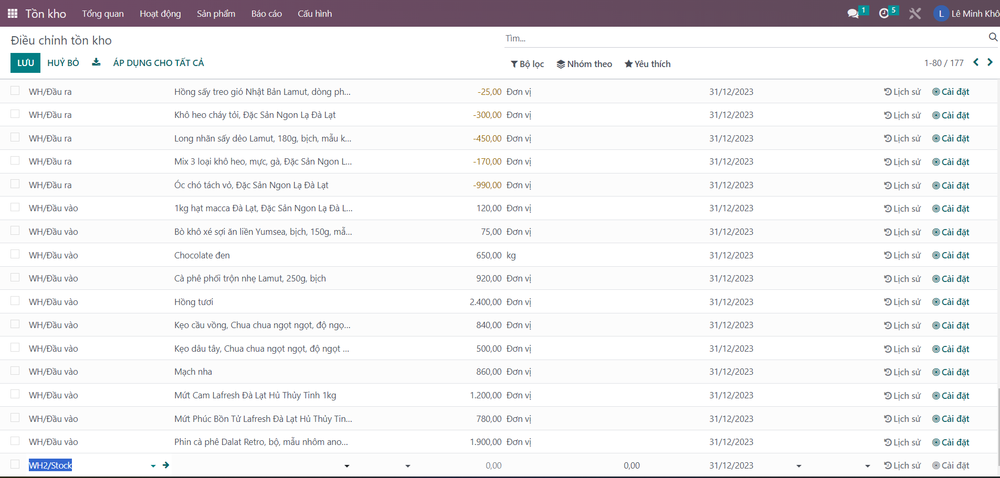 Tồn kho Tổng quan Hoạt động Sản phẩm Báo cáo Cấu hình 1 5 L Lê Minh Khô
Điều chỉnh tồn kho Tìm...
LƯU HUỶ BỎ ÁP DỤNG CHO TẤT CẢ Bộ lọc Nhóm theo Yêu thích 1-80 / 177
WH/Đầu ra Hồng sấy treo gió Nhật Bản Lamut, dòng ph... -25,00 Đơn vị 31/12/2023 Lịch sử Cài đặt
WH/Đầu ra Khô heo cháy tỏi, Đặc Sản Ngon Lạ Đà Lạt -300,00 Đơn vị 31/12/2023 Lịch sử Cài đặt
WH/Đầu ra Long nhãn sấy dẻo Lamut, 180g, bịch, mẫu k... -450,00 Đơn vị 31/12/2023 Lịch sử Cài đặt
WH/Đầu ra Mix 3 loại khô heo, mực, gà, Đặc Sản Ngon L... -170,00 Đơn vị 31/12/2023 Lịch sử Cài đặt
WH/Đầu ra Óc chó tách vỏ, Đặc Sản Ngon Lạ Đà Lạt -990,00 Đơn vị 31/12/2023 Lịch sử Cài đặt
WH/Đầu vào 1kg hạt macca Đà Lạt, Đặc Sản Ngon Lạ Đà L... 120,00 Đơn vị 31/12/2023 Lịch sử Cài đặt
WH/Đầu vào Bò khô xé sợi ăn liền Yumsea, bịch, 150g, mẫ... 75,00 Đơn vị 31/12/2023 Lịch sử Cài đặt
WH/Đầu vào Chocolate đen 650,00 kg 31/12/2023 Lịch sử Cài đặt
WH/Đầu vào Cà phê phối trộn nhẹ Lamut, 250g, bịch 920,00 Đơn vị 31/12/2023 Lịch sử Cài đặt
WH/Đầu vào Hồng tươi 2.400,00 Đơn vị 31/12/2023 Lịch sử Cài đặt
WH/Đầu vào Kẹo cầu vồng, Chua chua ngọt ngọt, độ ngọ... 840,00 Đơn vị 31/12/2023 Lịch sử Cài đặt
WH/Đầu vào Kẹo dâu tây, Chua chua ngọt ngọt, độ ngọt ... 500,00 Đơn vị 31/12/2023 Lịch sử Cài đặt
WH/Đầu vào Mạch nha 860,00 Đơn vị 31/12/2023 Lịch sử Cài đặt
WH/Đầu vào Mứt Cam Lafresh Đà Lạt Hủ Thủy Tinh 1kg 1.200,00 Đơn vị 31/12/2023 Lịch sử Cài đặt
WH/Đầu vào Mứt Phúc Bồn Tử Lafresh Đà Lạt Hủ Thủy Tin... 780,00 Đơn vị 31/12/2023 Lịch sử Cài đặt
WH/Đầu vào Phin cà phê Dalat Retro, bộ, mẫu nhôm ano... 1.900,00 Đơn vị 31/12/2023 Lịch sử Cài đặt
WH2/Stock 0,00 0,00 31/12/2023 Lịch sử Cài đặt